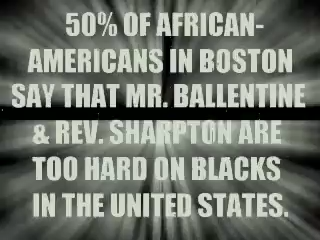 50% OF AFRICAN-
AMERICANS IN BOSTON
SAY THAT MR. BALLENTINE
& REV. SHARPTON ARE
TOO HARD ON BLACKS
IN THE UNITED STATES.